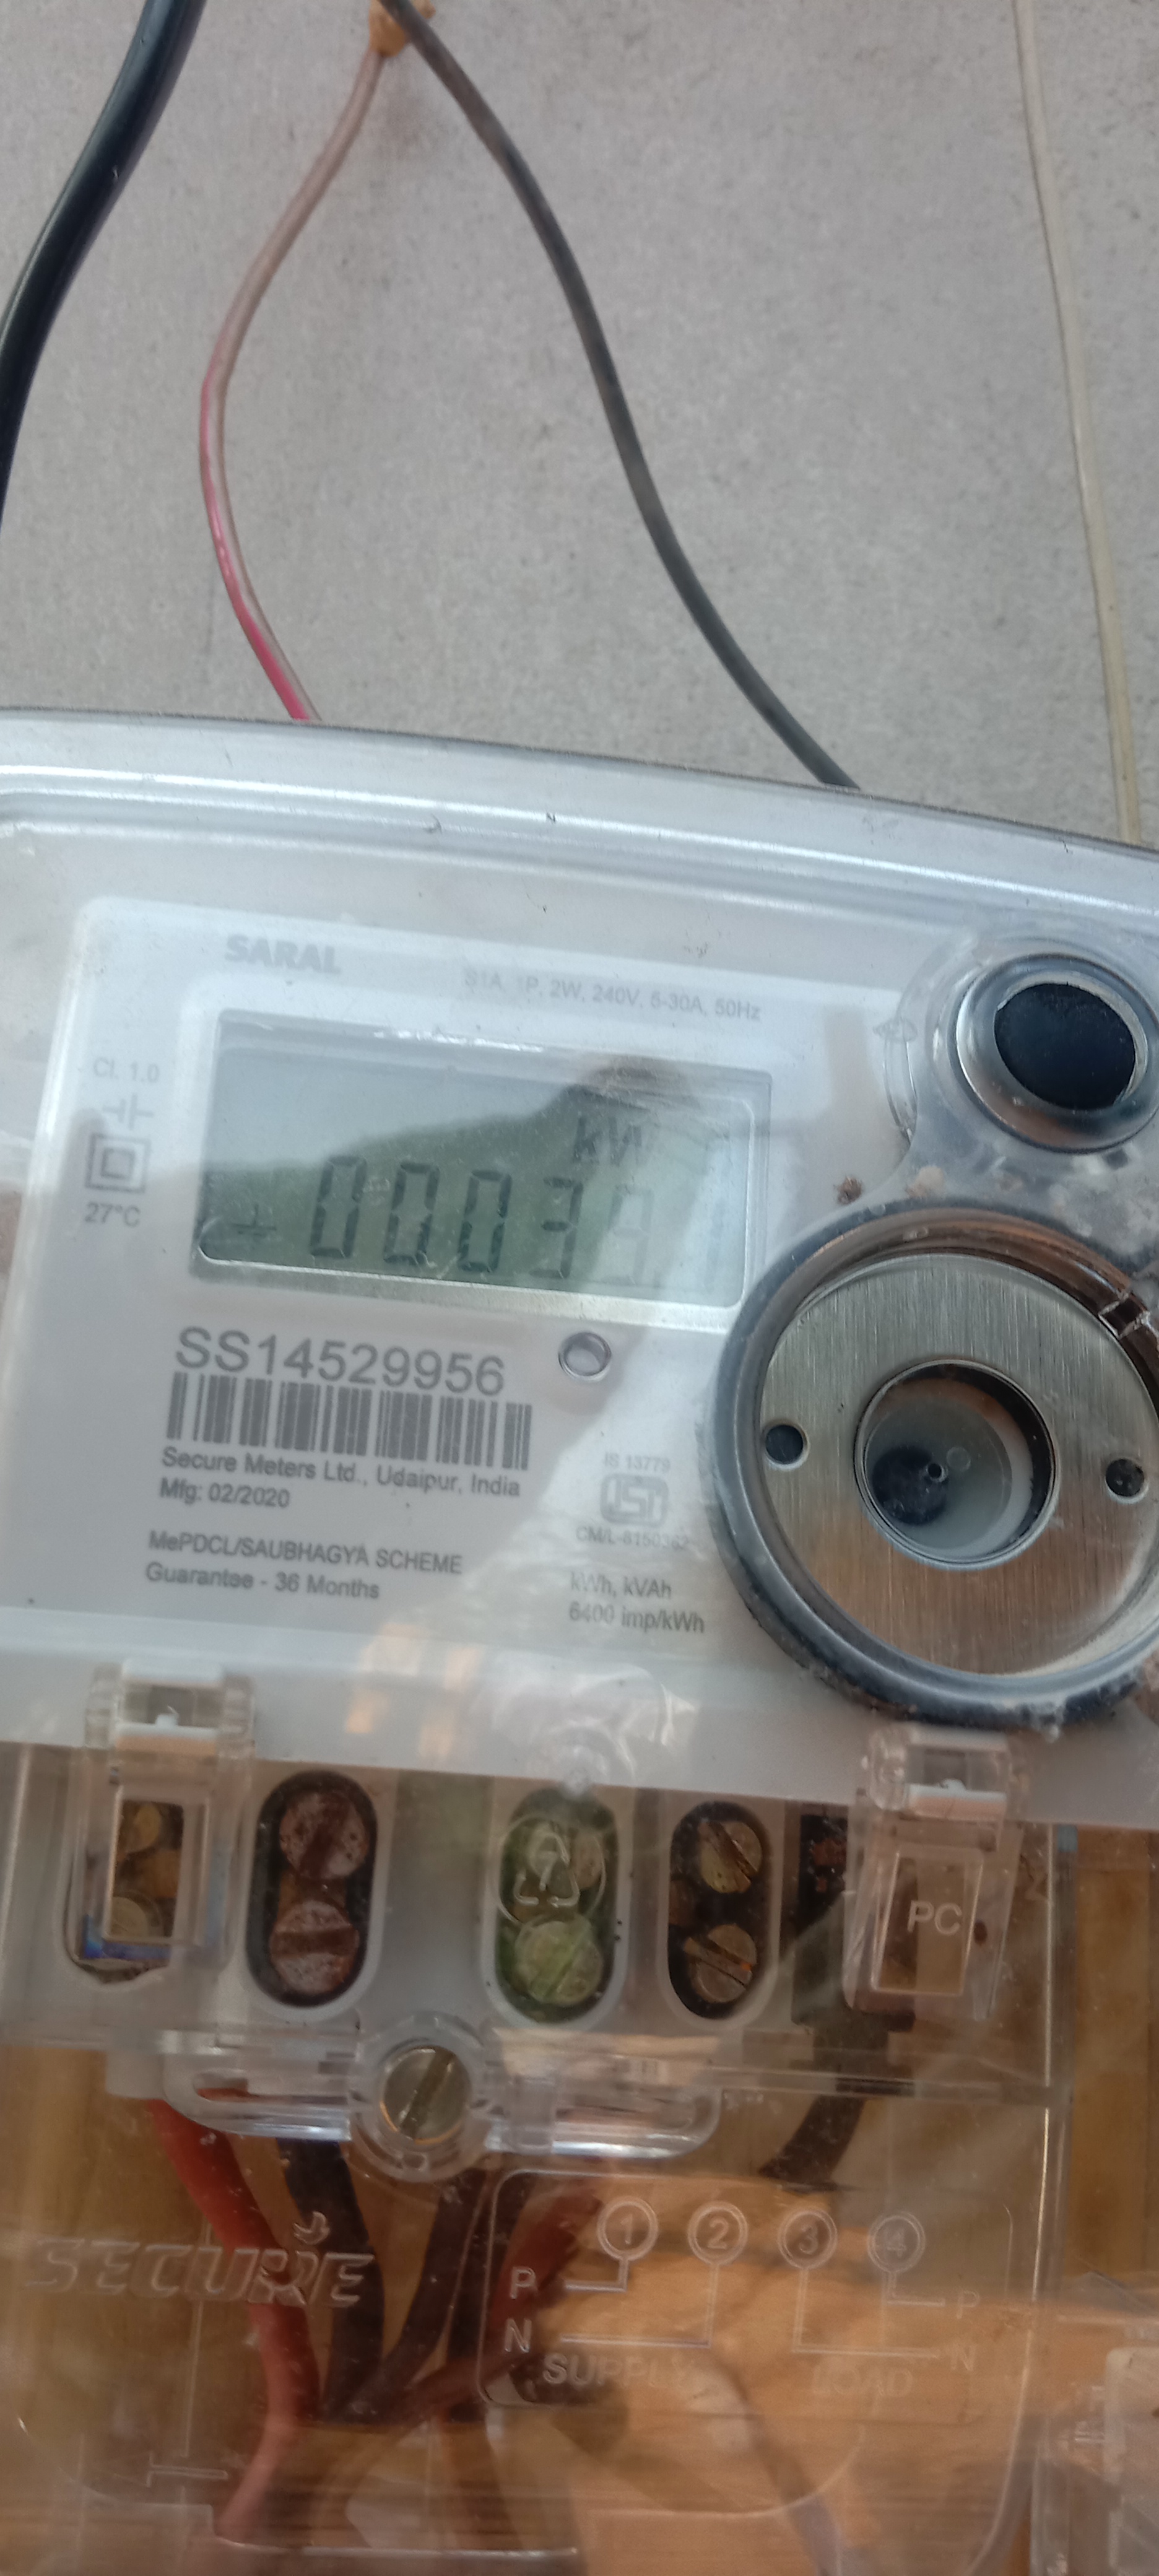 SARAL
S1A, 1P, 2W, 240V, 5-30A, 50Hz
CL 1.0
27°C
kW
SS14529956
Secure Meters Ltd., Udaipur, India
Mfg: 02/2020
IS 13779
MePDCL/SAUBHAGYA SCHEME
Guarantee - 36 Months
kWh, kVAh
6400 imp/kWh
PC
SECURE
1 2 3 4
P P
N N
SUPPLY LOAD